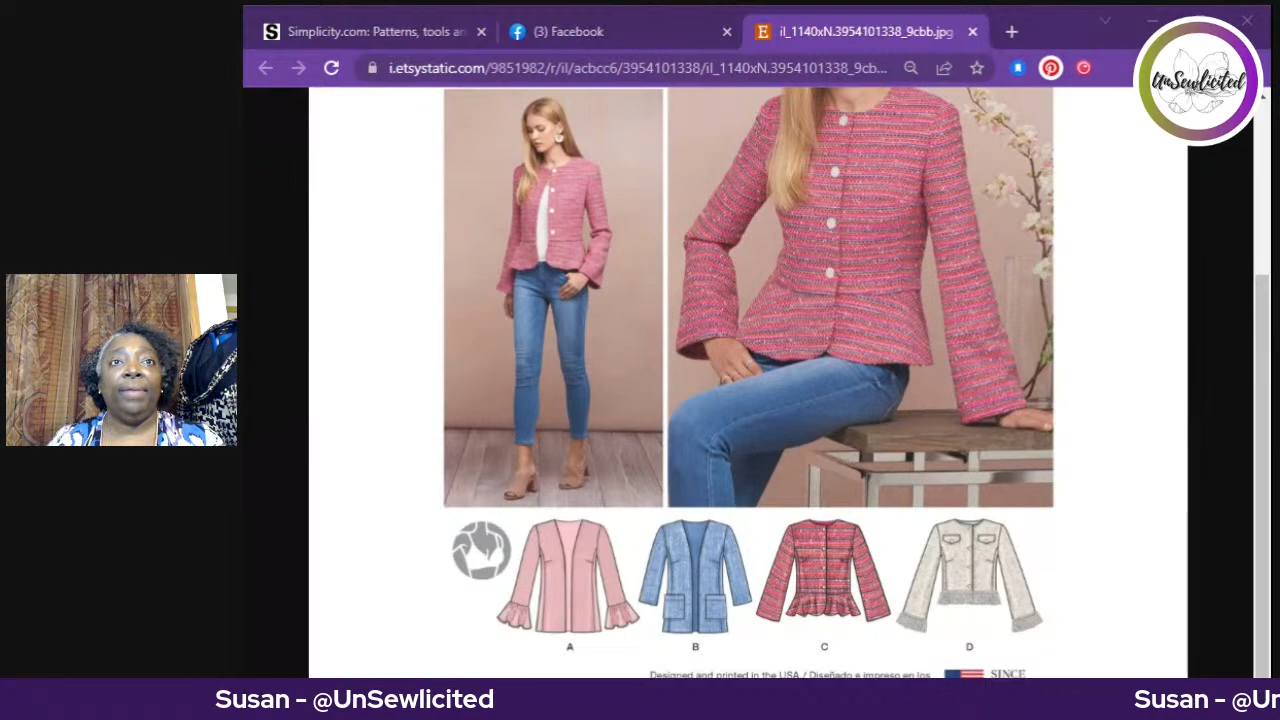 Simplicity.com: Patterns, tools an
(3) Facebook
il_1140xN.3954101338_9cbb.jpg
i.etsystatic.com/9851982/r/il/acbcc6/3954101338/il_1140xN.3954101338_9cb...
UnSewlicited
A
B
C
D
Designed and printed in the USA / Diseñado e impreso en los
SINCE
Susan - @UnSewlicited
Susan - @Un